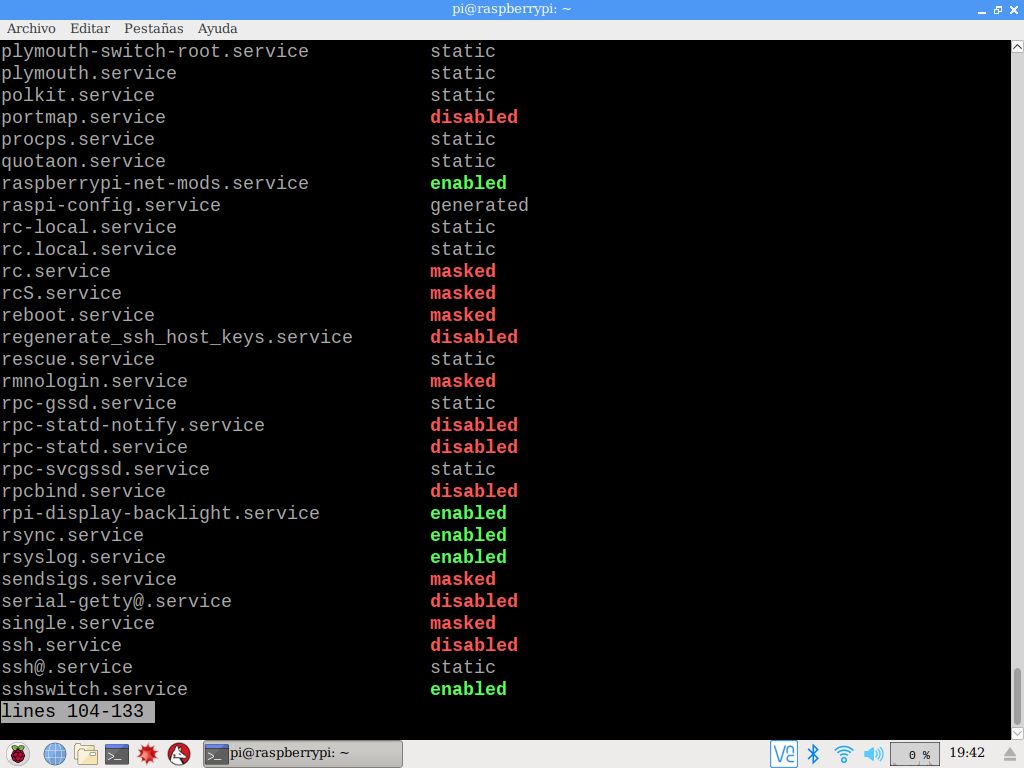 pi@raspberrypi: ~
Archivo Editar Pestañas Ayuda
plymouth-switch-root.service static
plymouth.service static
polkit.service static
portmap.service disabled
procps.service static
quotaon.service static
raspberrypi-net-mods.service enabled
raspi-config.service generated
rc-local.service static
rc.local.service static
rc.service masked
rcS.service masked
reboot.service masked
regenerate_ssh_host_keys.service disabled
rescue.service static
rmnologin.service masked
rpc-gssd.service static
rpc-statd-notify.service disabled
rpc-statd.service disabled
rpc-svcgssd.service static
rpcbind.service disabled
rpi-display-backlight.service enabled
rsync.service enabled
rsyslog.service enabled
sendsigs.service masked
serial-getty@.service disabled
single.service masked
ssh.service disabled
ssh@.service static
sshswitch.service enabled
lines 104-133
pi@raspberrypi: ~ 0 % 19:42